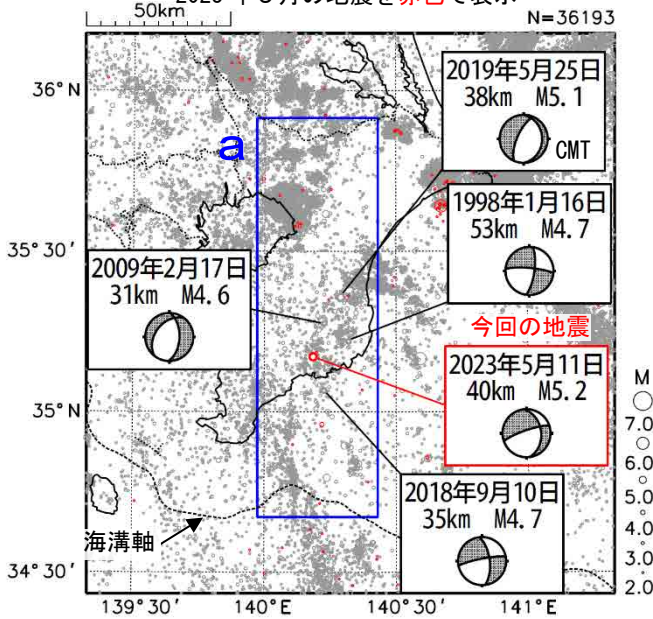 50km
2023年5月の地震を赤色で表示
N=36193
36°N
35°30′
35°N
34°30′
a
2019年5月25日
38km M5.1
CMT
1998年1月16日
53km M4.7
2009年2月17日
31km M4.6
今回の地震
2023年5月11日
40km M5.2
2018年9月10日
35km M4.7
海溝軸
M
7.0
6.0
5.0
4.0
3.0
2.0
139°30′
140°E
140°30′
141°E